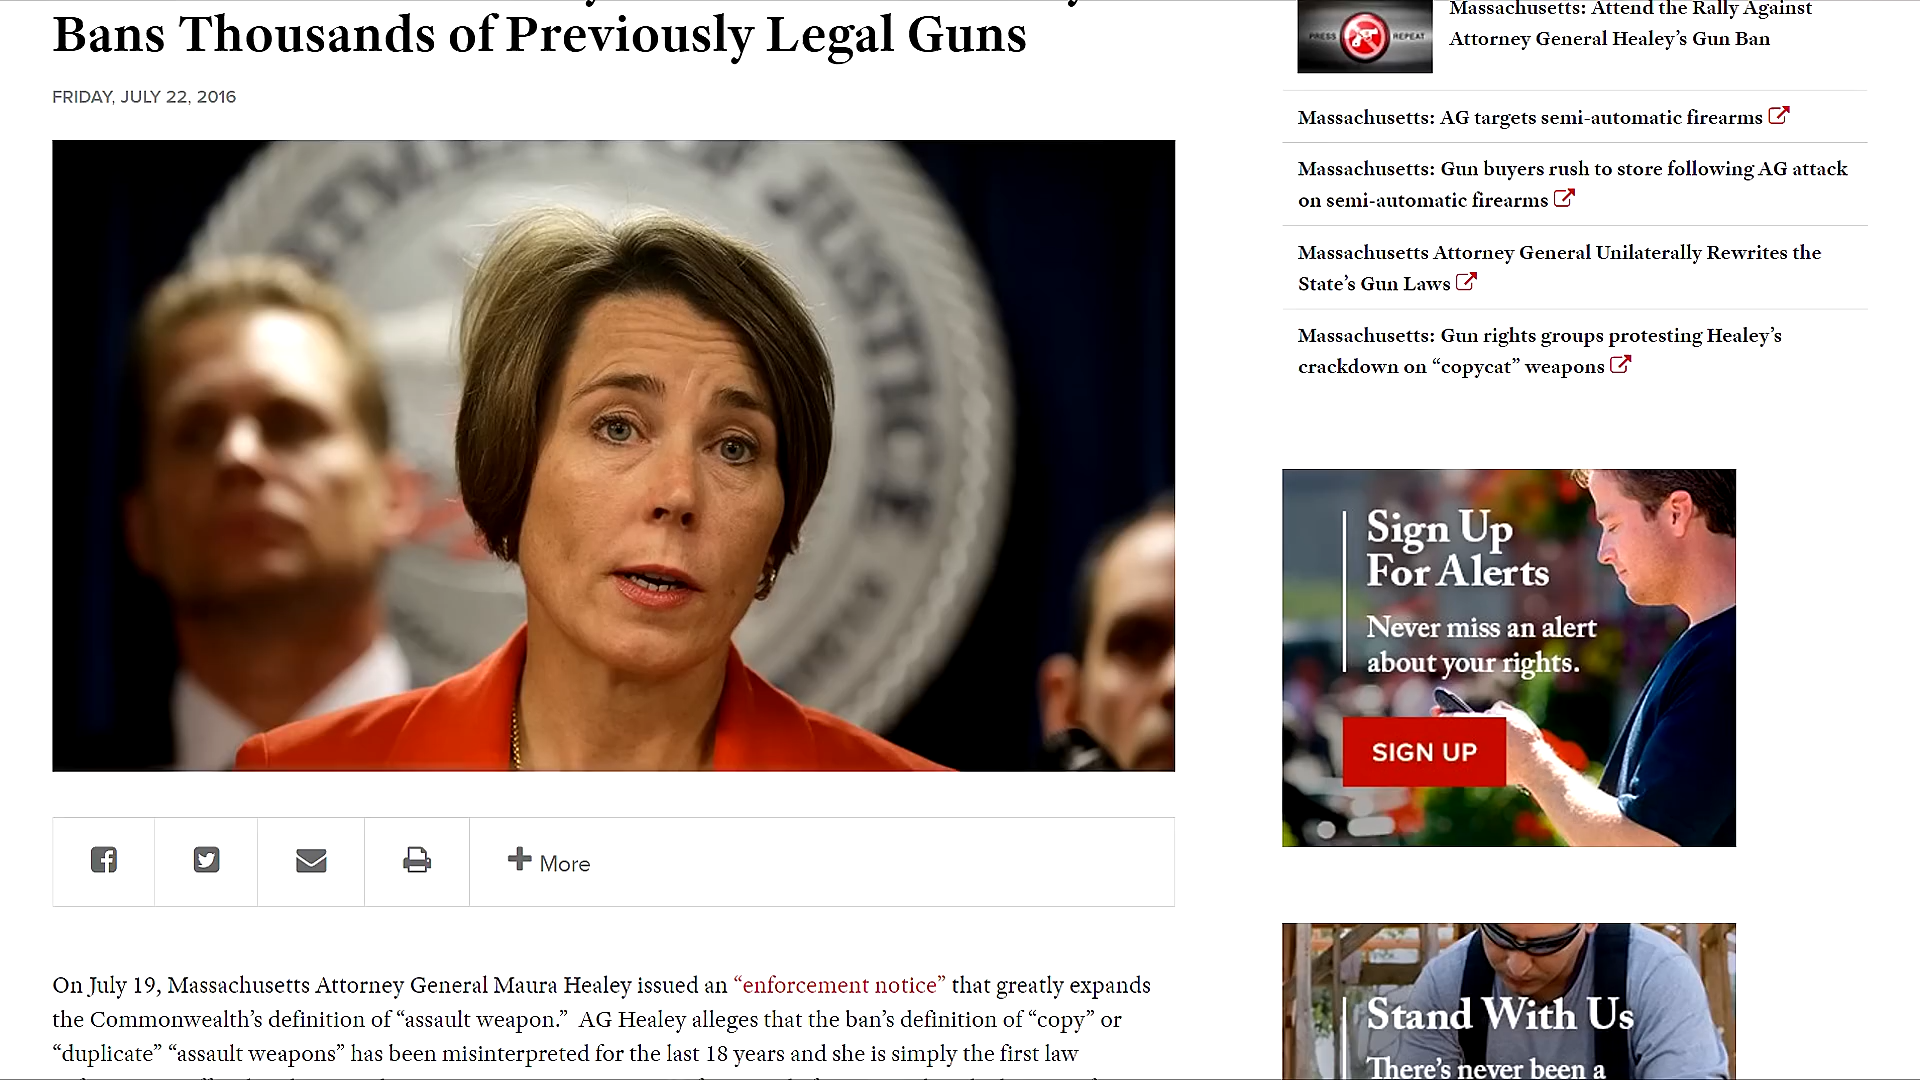 Bans Thousands of Previously Legal Guns
FRIDAY, JULY 22, 2016
JUSTICE
More
On July 19, Massachusetts Attorney General Maura Healey issued an “enforcement notice” that greatly expands
the Commonwealth’s definition of “assault weapon.”  AG Healey alleges that the ban’s definition of “copy” or
“duplicate” “assault weapons” has been misinterpreted for the last 18 years and she is simply the first law
PRESS REPEAT
Massachusetts: Attend the Rally Against
Attorney General Healey’s Gun Ban
Massachusetts: AG targets semi-automatic firearms
Massachusetts: Gun buyers rush to store following AG attack
on semi-automatic firearms
Massachusetts Attorney General Unilaterally Rewrites the
State’s Gun Laws
Massachusetts: Gun rights groups protesting Healey’s
crackdown on “copycat” weapons
Sign Up
For Alerts
Never miss an alert
about your rights.
SIGN UP
Stand With Us
There’s never been a